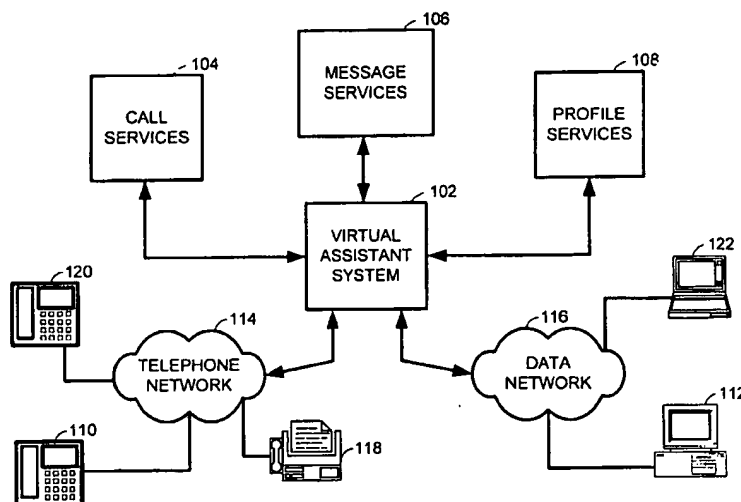 106
104
MESSAGE
SERVICES
108
CALL
SERVICES
PROFILE
SERVICES
102
VIRTUAL
ASSISTANT
SYSTEM
120
122
114
116
TELEPHONE
NETWORK
DATA
NETWORK
112
110
118